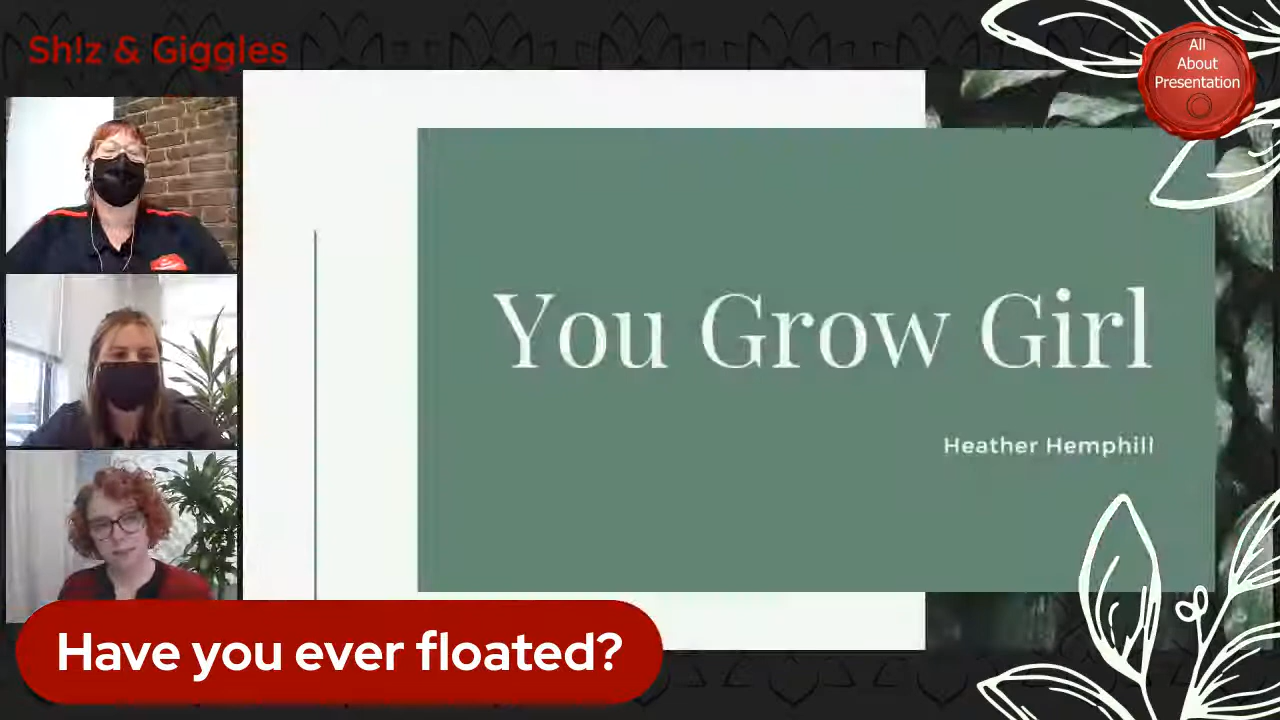 Sh!z & Giggles
All
About
Presentation
You Grow Girl
Heather Hemphill
Have you ever floated?